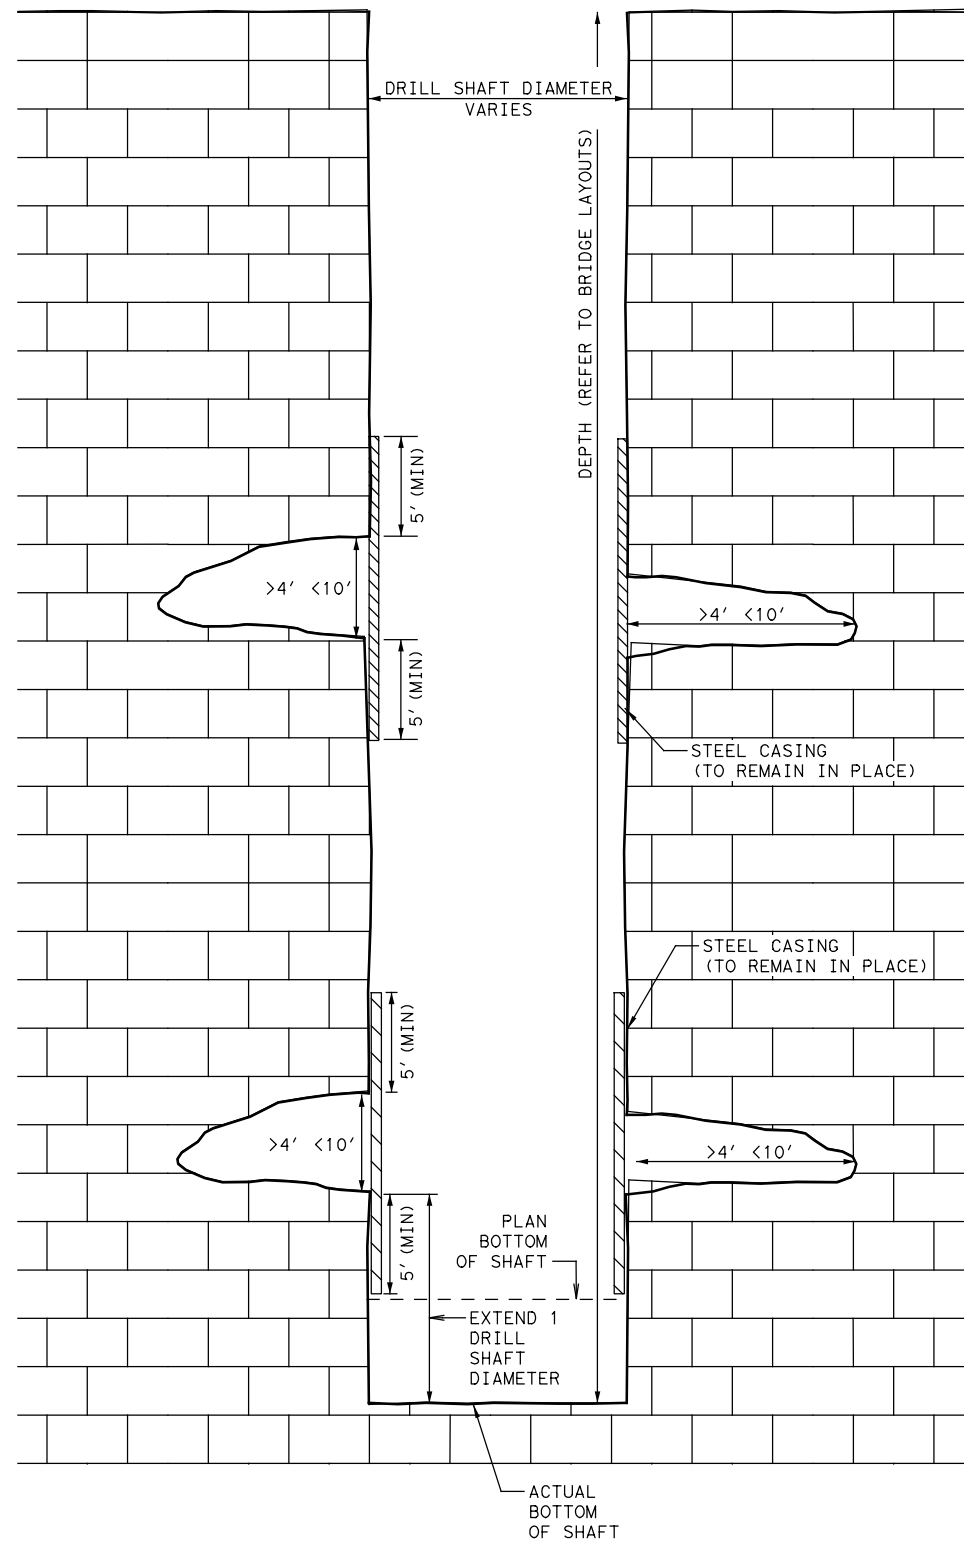 DRILL SHAFT DIAMETER
VARIES
DEPTH (REFER TO BRIDGE LAYOUTS)
5' (MIN)
>4' <10'
>4' <10'
5' (MIN)
STEEL CASING
(TO REMAIN IN PLACE)
STEEL CASING
(TO REMAIN IN PLACE)
5' (MIN)
>4' <10'
>4' <10'
5' (MIN)
PLAN
BOTTOM
OF SHAFT
EXTEND 1
DRILL
SHAFT
DIAMETER
ACTUAL
BOTTOM
OF SHAFT